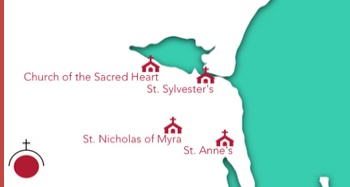 Church of the Sacred Heart
St. Sylvester's
St. Nicholas of Myra
St. Anne's